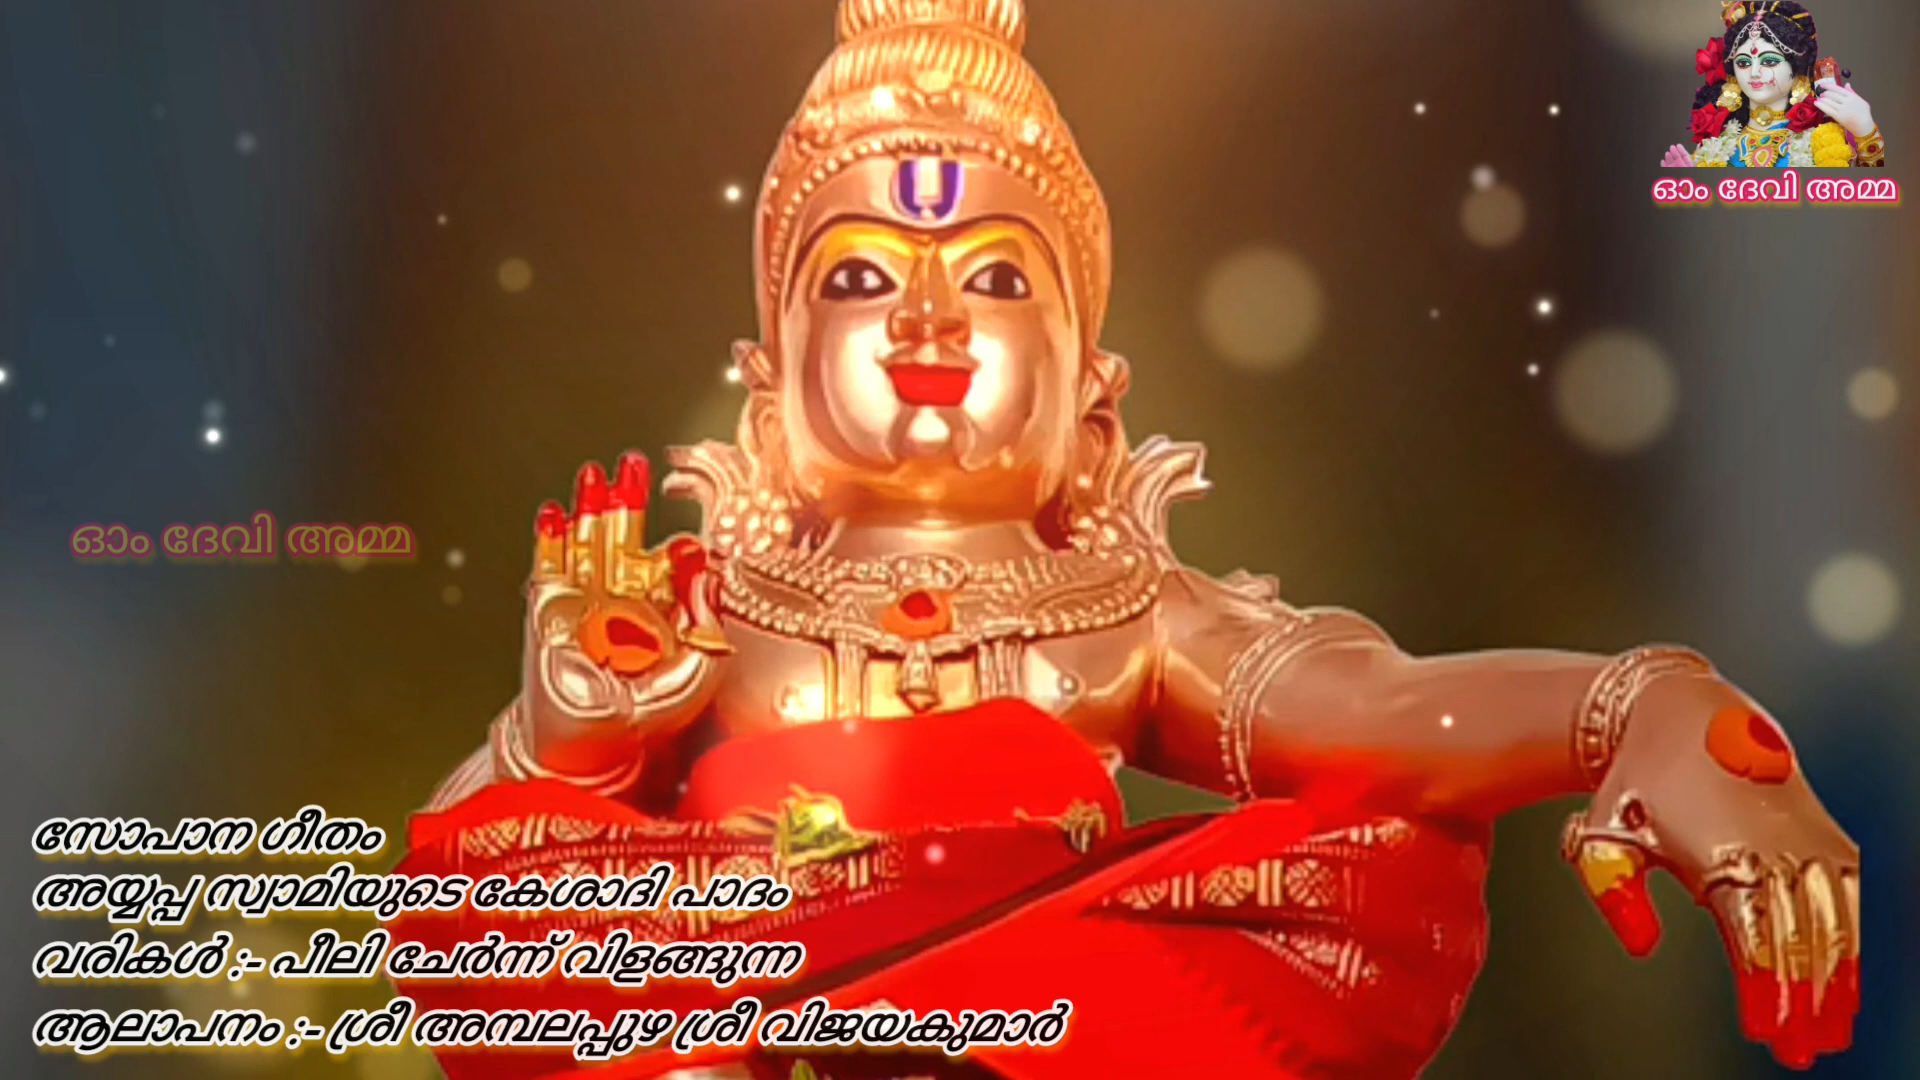 ഓം ദേവി അമ്മ
ഓം ദേവി അമ്മ
സോപാന ഗീതം
അയ്യപ്പ സ്വാമിയുടെ കേശാദി പാദം
വരികൾ :- പീലി ചേർന്ന് വിളങ്ങുന്ന
ആലാപനം :- ശ്രീ അമ്പലപ്പുഴ ശ്രീ വിജയകുമാർ